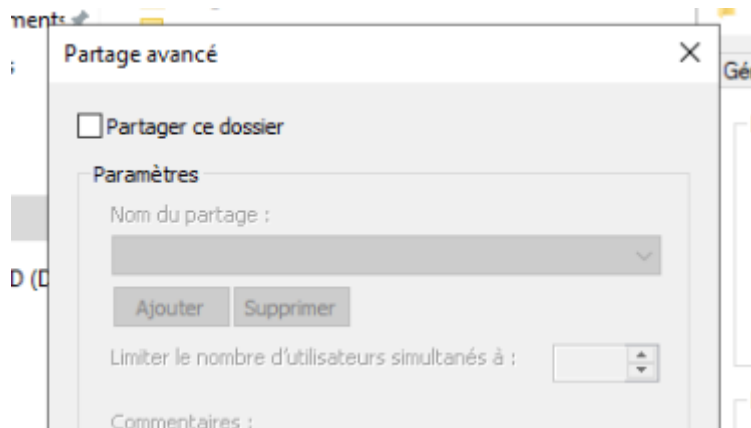 Partage avancé
Partager ce dossier
Paramètres
Nom du partage :
Ajouter Supprimer
Limiter le nombre d'utilisateurs simultanés à :
Commentaires :